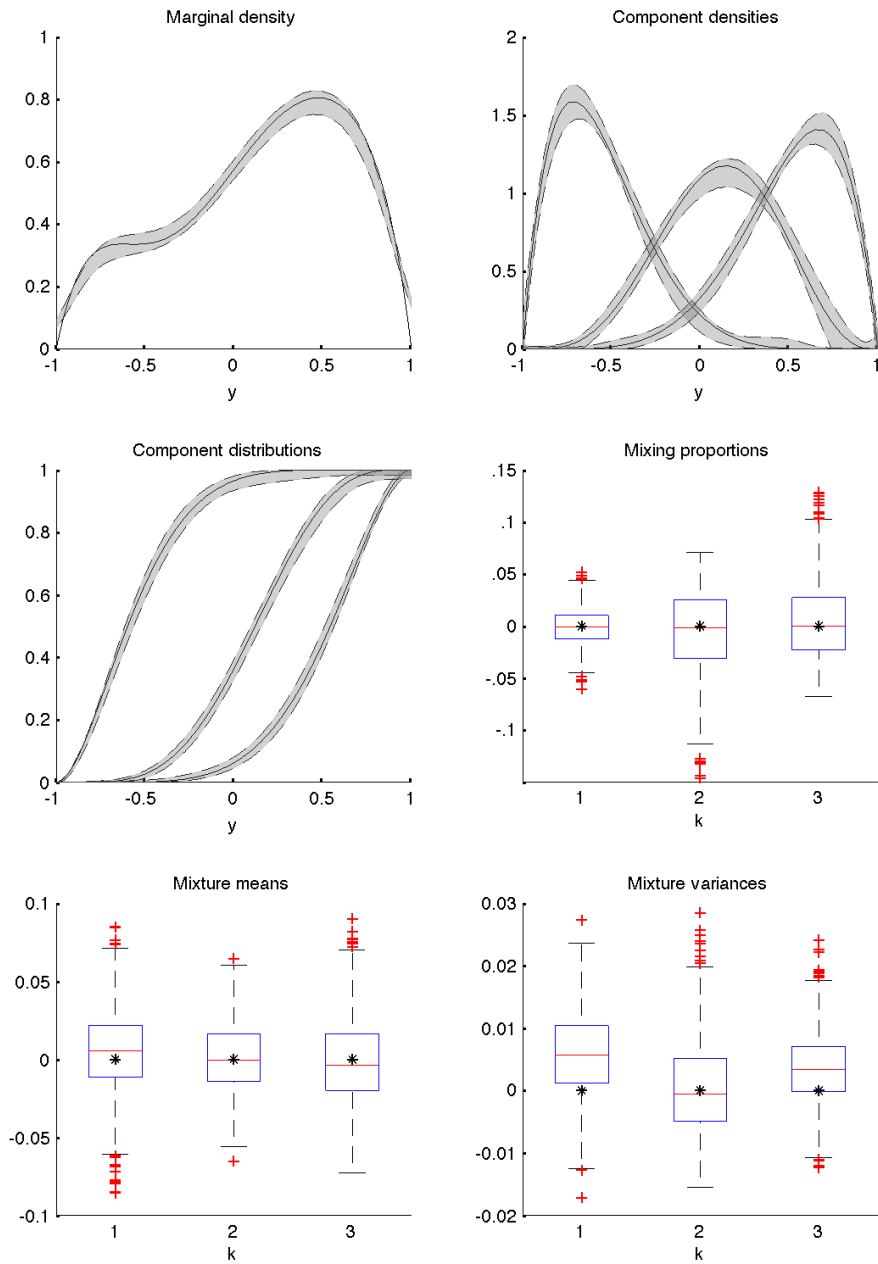 Marginal density
1
0.8
0.6
0.4
0.2
0
-1 -0.5 0 0.5 1
y
Component densities
2
1.5
1
0.5
0
-1 -0.5 0 0.5 1
y
Component distributions
1
0.8
0.6
0.4
0.2
0
-1 -0.5 0 0.5 1
y
Mixing proportions
.15
.1
.05
0
-.05
-.1
1 2 3
k
Mixture means
0.1
0.05
0
-0.05
-0.1
1 2 3
k
Mixture variances
0.03
0.02
0.01
0
-0.01
-0.02
1 2 3
k